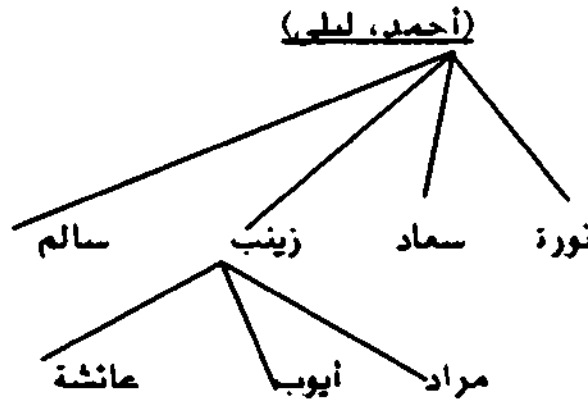 (أحمد، ليلى)
نورة سعاد زينب سالم
مراد أيوب عائشة